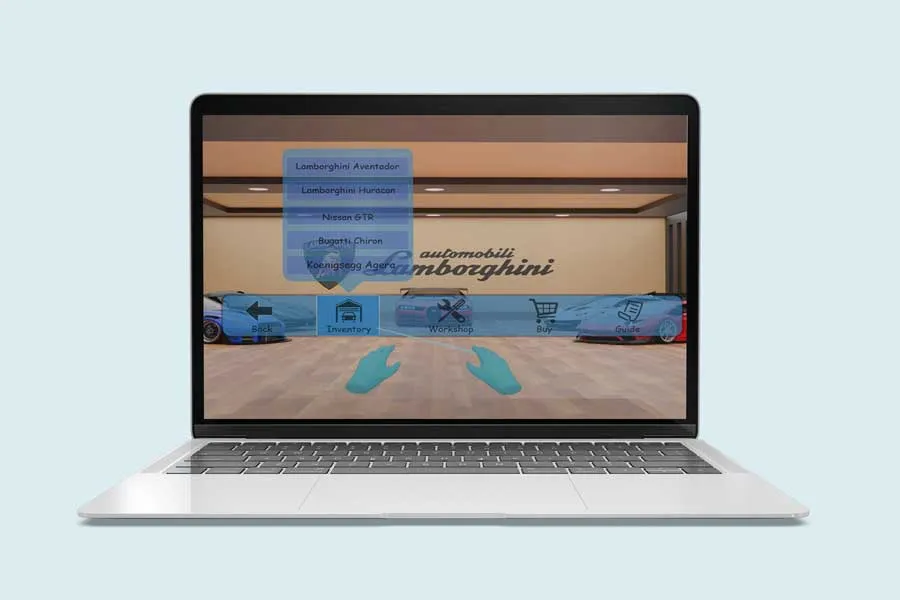 Lamborghini Aventador
Lamborghini Huracan
Nissan GTR
Bugatti Chiron
Koenigsegg Agera
automobili
Lamborghini
Back
Inventory
Workshop
Buy
Guide